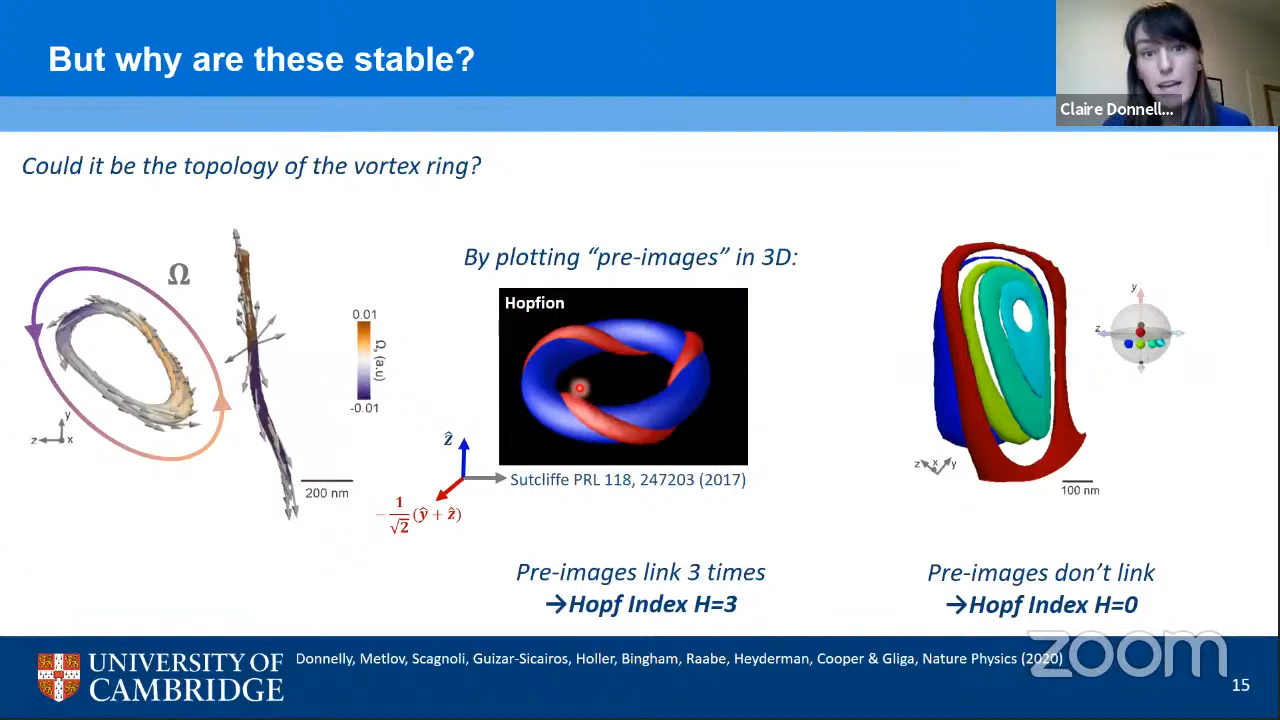 But why are these stable?
Claire Donnell...
Could it be the topology of the vortex ring?
Ω
0.01
Ωₓ (a.u)
-0.01
y
z
x
200 nm
By plotting “pre-images” in 3D:
Hopfion
ẑ
−1/√2 (ŷ + ẑ)
Sutcliffe PRL 118, 247203 (2017)
Pre-images link 3 times
→Hopf Index H=3
y
z
z x y
100 nm
Pre-images don’t link
→Hopf Index H=0
zoom
UNIVERSITY OF
CAMBRIDGE
Donnelly, Metlov, Scagnoli, Guizar-Sicairos, Holler, Bingham, Raabe, Heyderman, Cooper & Gliga, Nature Physics (2020)
15